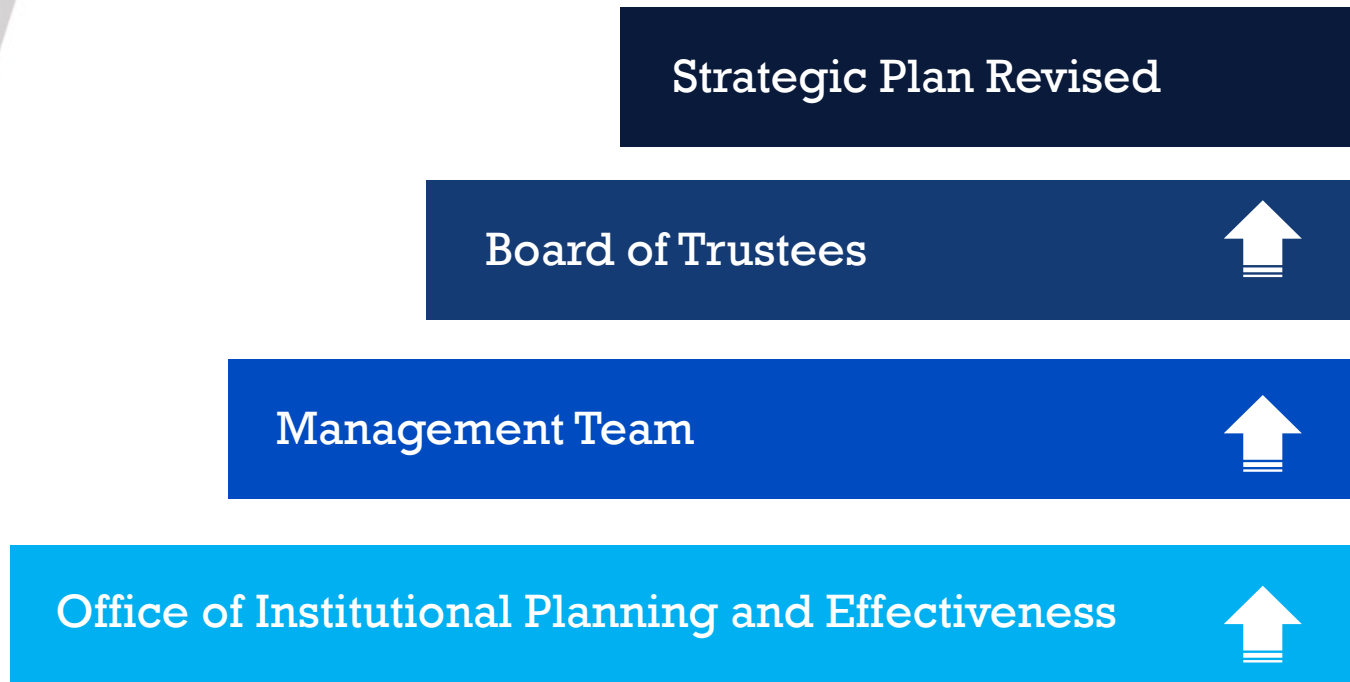 Strategic Plan Revised
Board of Trustees
Management Team
Office of Institutional Planning and Effectiveness